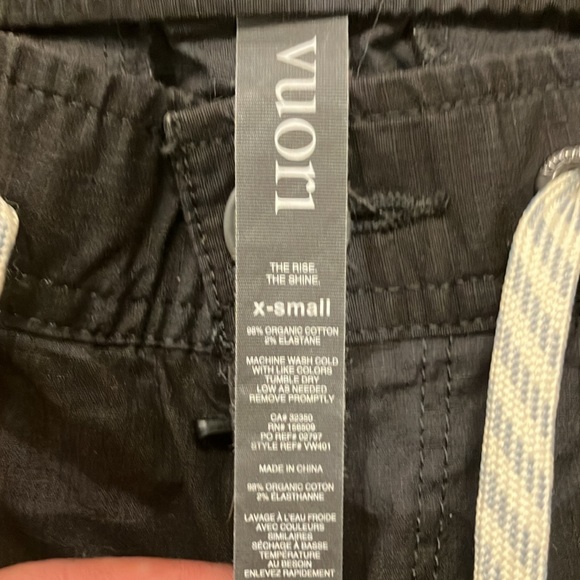 vuori
THE RISE.
THE SHINE.
x-small
98% ORGANIC COTTON
2% ELASTANE
MACHINE WASH COLD
WITH LIKE COLORS
TUMBLE DRY
LOW AS NEEDED
REMOVE PROMPTLY
CA# 32350
RN# 156509
PO REF# 02797
STYLE REF# VW401
MADE IN CHINA
98% ORGANIC COTON
2% ÉLASTHANNE
LAVAGE À L'EAU FROIDE
AVEC COULEURS
SIMILAIRES
SÉCHAGE À BASSE
TEMPÉRATURE
AU BESOIN
ENLEVEZ RAPIDEMENT